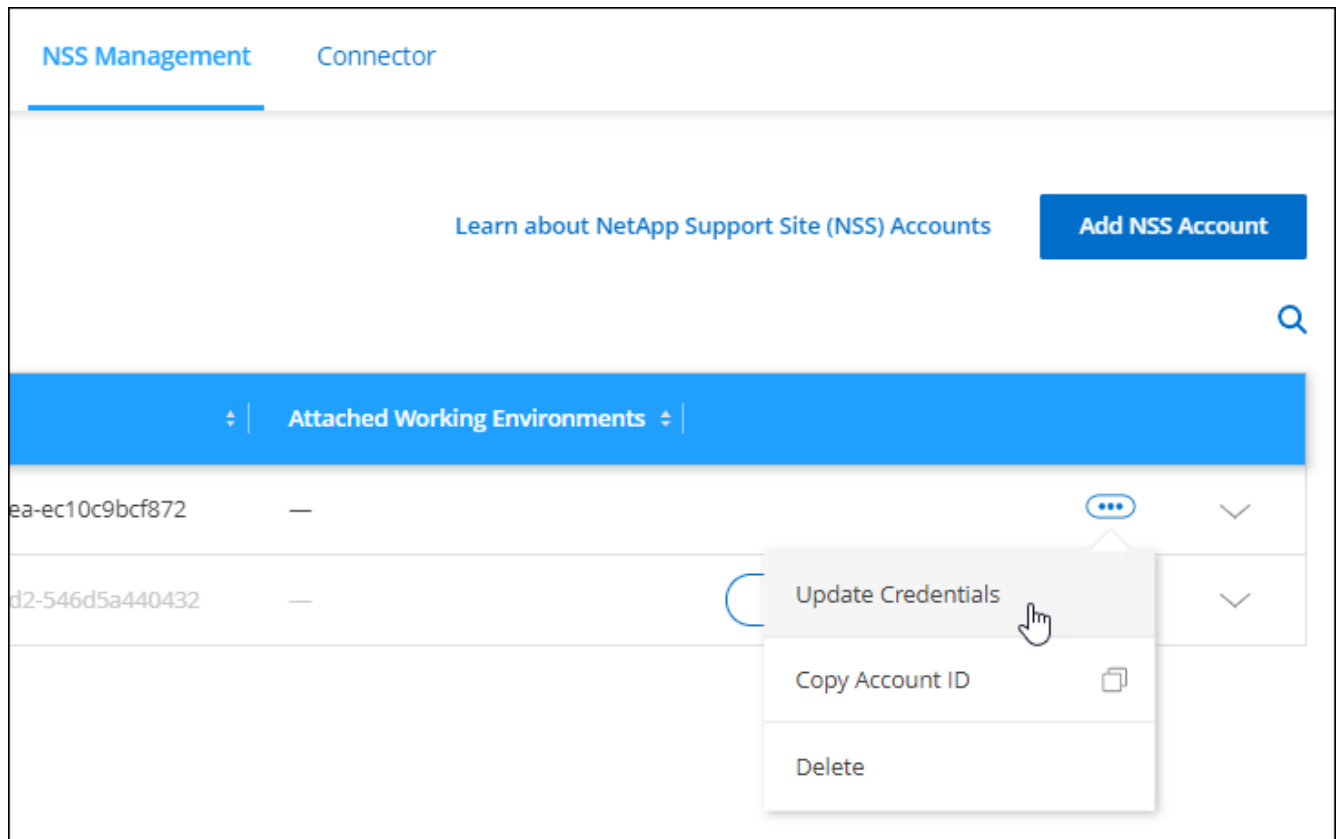 NSS Management Connector
Learn about NetApp Support Site (NSS) Accounts Add NSS Account
Attached Working Environments
ea-ec10c9bcf872 —
d2-546d5a440432 —
Update Credentials
Copy Account ID
Delete